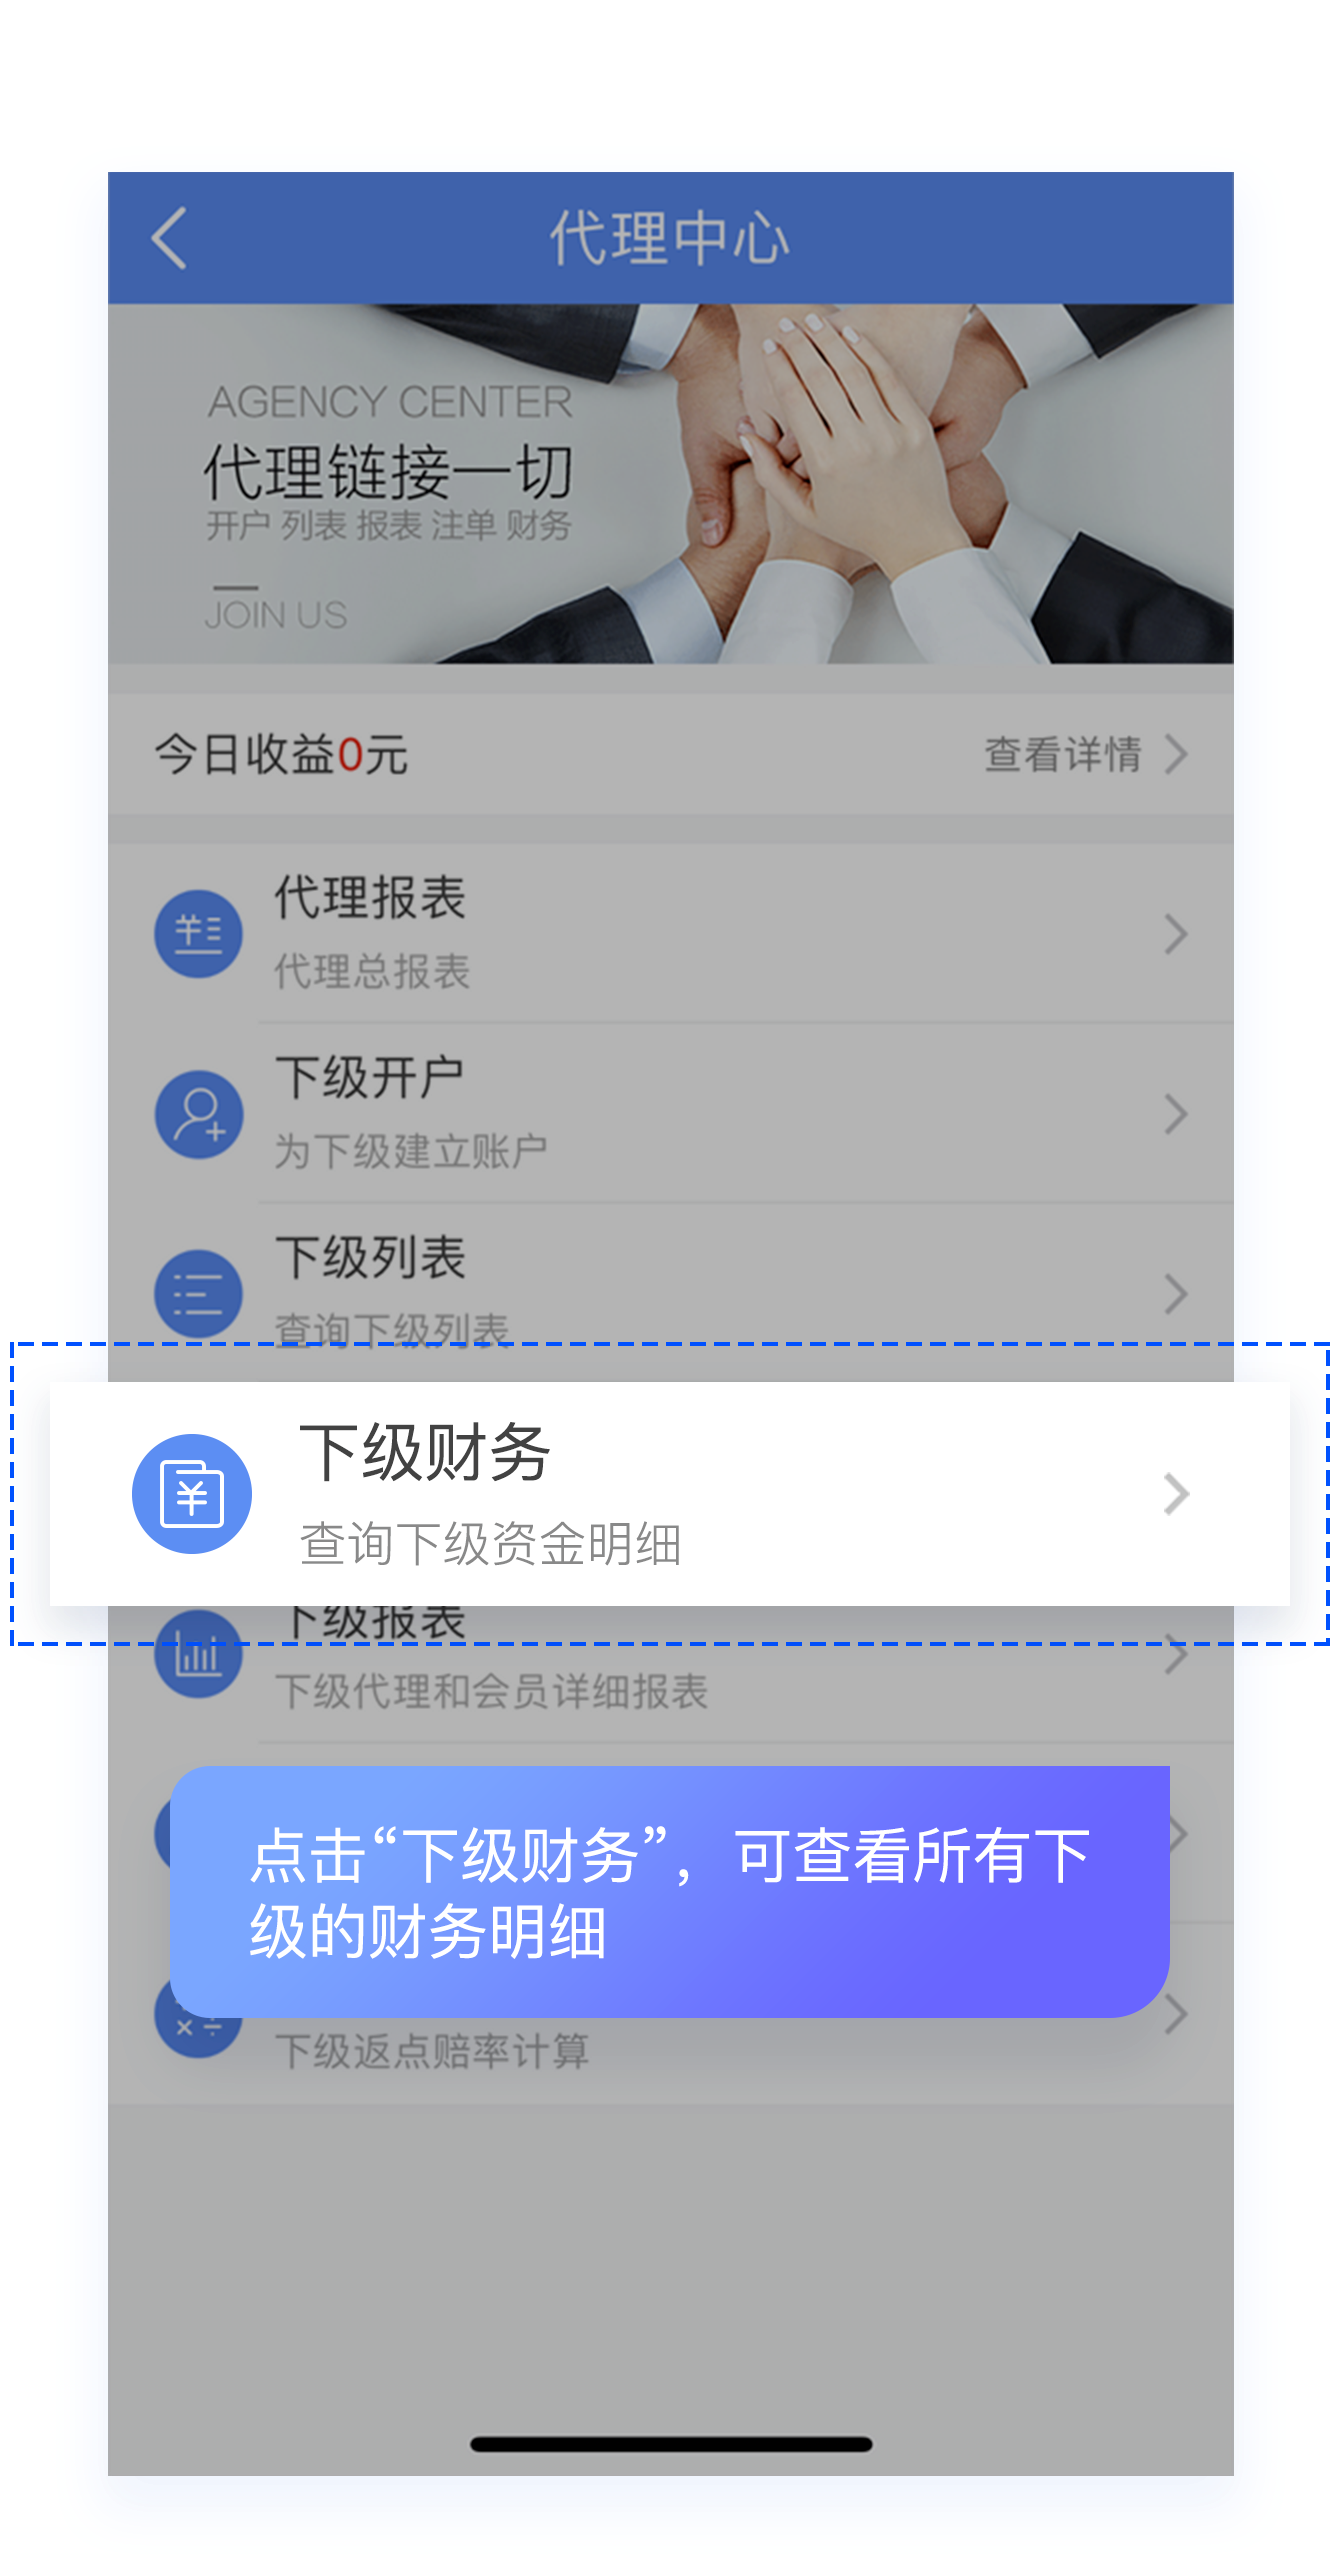 代理中心
AGENCY CENTER
代理链接一切
开户 列表 报表 注单 财务
JOIN US
今日收益0元
查看详情
代理报表
代理总报表
下级开户
为下级建立账户
下级列表
查询下级列表
下级财务
查询下级资金明细
下级报表
下级代理和会员详细报表
点击“下级财务”，可查看所有下
级的财务明细
下级返点赔率计算